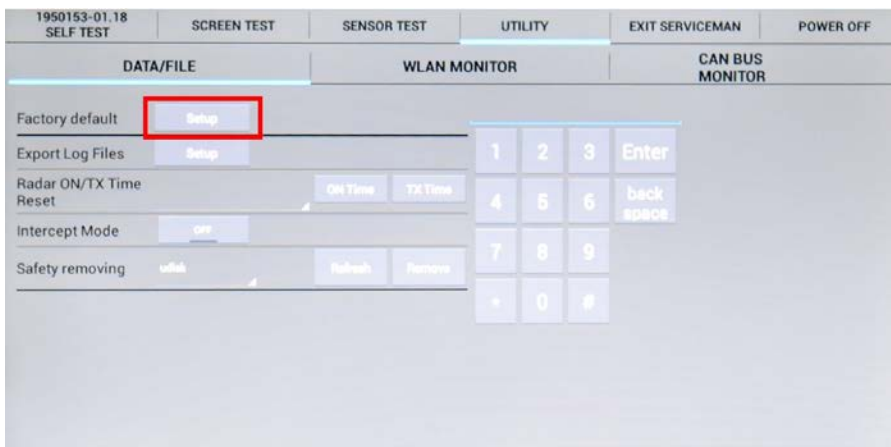 1950153-01.18
SELF TEST
SCREEN TEST
SENSOR TEST
UTILITY
EXIT SERVICEMAN
POWER OFF
DATA/FILE
WLAN MONITOR
CAN BUS
MONITOR
Factory default
Setup
Export Log Files
Setup
Radar ON/TX Time
Reset
ON Time
TX Time
Intercept Mode
OFF
Safety removing
udisk
Refresh
Remove
1 2 3 Enter
4 5 6 back
space
7 8 9
* 0 #